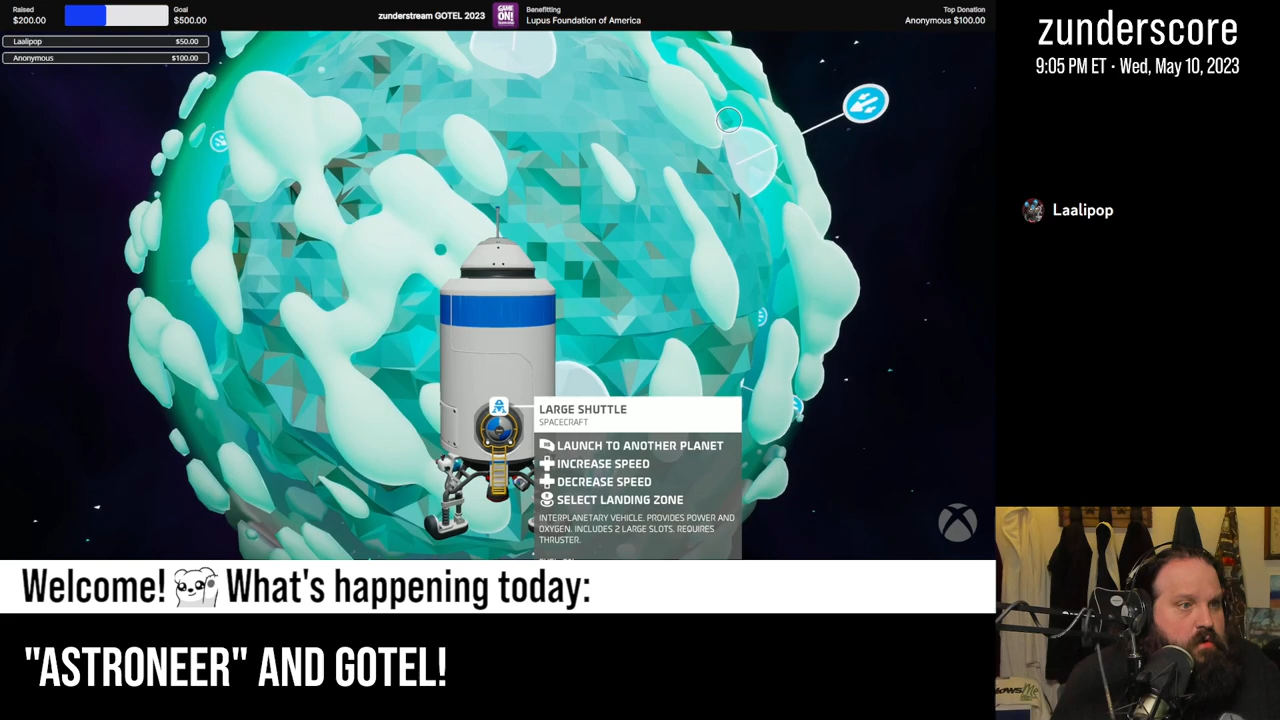 Raised
$200.00
Goal
$500.00
zunderstream GOTEL 2023
GAME ON!
Benefitting
Lupus Foundation of America
Top Donation
Anonymous $100.00
Laalipop $50.00
Anonymous $100.00
zunderscore
9:05 PM ET · Wed, May 10, 2023
Laalipop
LARGE SHUTTLE
SPACECRAFT
LAUNCH TO ANOTHER PLANET
INCREASE SPEED
DECREASE SPEED
SELECT LANDING ZONE
INTERPLANETARY VEHICLE. PROVIDES POWER AND
OXYGEN. INCLUDES 2 LARGE SLOTS. REQUIRES
THRUSTER.
Welcome! What's happening today:
"ASTRONEER" AND GOTEL!